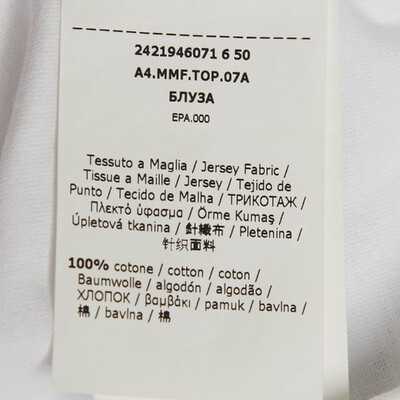 2421946071 6 50
A4.MMF.TOP.07A
БЛУЗА
EPA.000
Tessuto a Maglia / Jersey Fabric /
Tissue a Maille / Jersey / Tejido de
Punto / Tecido de Malha / ТРИКОТАЖ /
Πλεκτό ύφασμα / Örme Kumaş /
Úpletová tkanina / 針織布 / Pletenina /
针织面料
100% cotone / cotton / coton /
Baumwolle / algodón / algodão /
ХЛОПОК / βαμβάκι / pamuk / bavlna /
棉 / bavlna / 棉